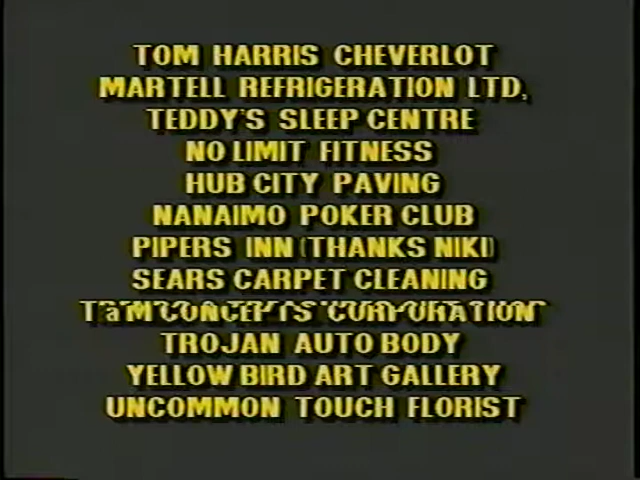 TOM HARRIS CHEVERLOT
MARTELL REFRIGERATION LTD.
TEDDY'S SLEEP CENTRE
NO LIMIT FITNESS
HUB CITY PAVING
NANAIMO POKER CLUB
PIPERS INN (THANKS NIKI)
SEARS CARPET CLEANING
T&M CONCEPTS CORPORATION
TROJAN AUTO BODY
YELLOW BIRD ART GALLERY
UNCOMMON TOUCH FLORIST